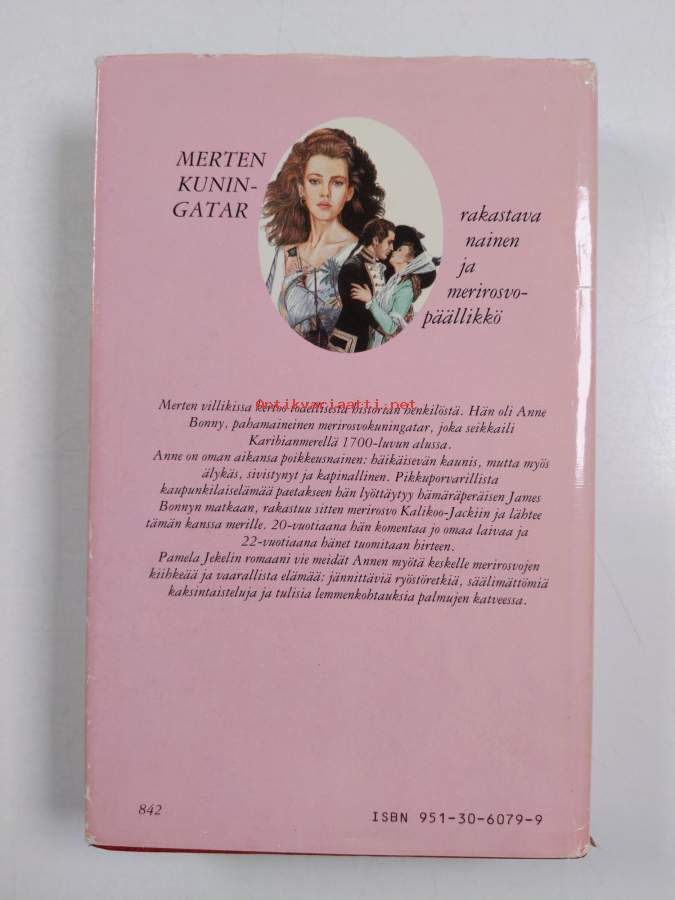 MERTEN
KUNIN-
GATAR
rakastava
nainen
ja
merirosvo-
päällikkö
Antikvariaatti.net
Merten villikissa kertoo todellisesta historian henkilöstä. Hän oli Anne
Bonny, pahamaineinen merirosvokuningatar, joka seikkaili
Karibianmerellä 1700-luvun alussa.
Anne on oman aikansa poikkeusnainen: häikäisevän kaunis, mutta myös
älykäs, sivistynyt ja kapinallinen. Pikkuporvarillista
kaupunkilaiselämää paetakseen hän lyöttäytyy hämäräperäisen James
Bonnyn matkaan, rakastuu sitten merirosvo Kalikoo-Jackiin ja lähtee
tämän kanssa merille. 20-vuotiaana hän komentaa jo omaa laivaa ja
22-vuotiaana hänet tuomitaan hirteen.
Pamela Jekelin romaani vie meidät Annen myötä keskelle merirosvojen
kiihkeää ja vaarallista elämää: jännittäviä ryöstöretkiä, säälimättömiä
kaksintaisteluja ja tulisia lemmenkohtauksia palmujen katveessa.
842
ISBN 951-30-6079-9